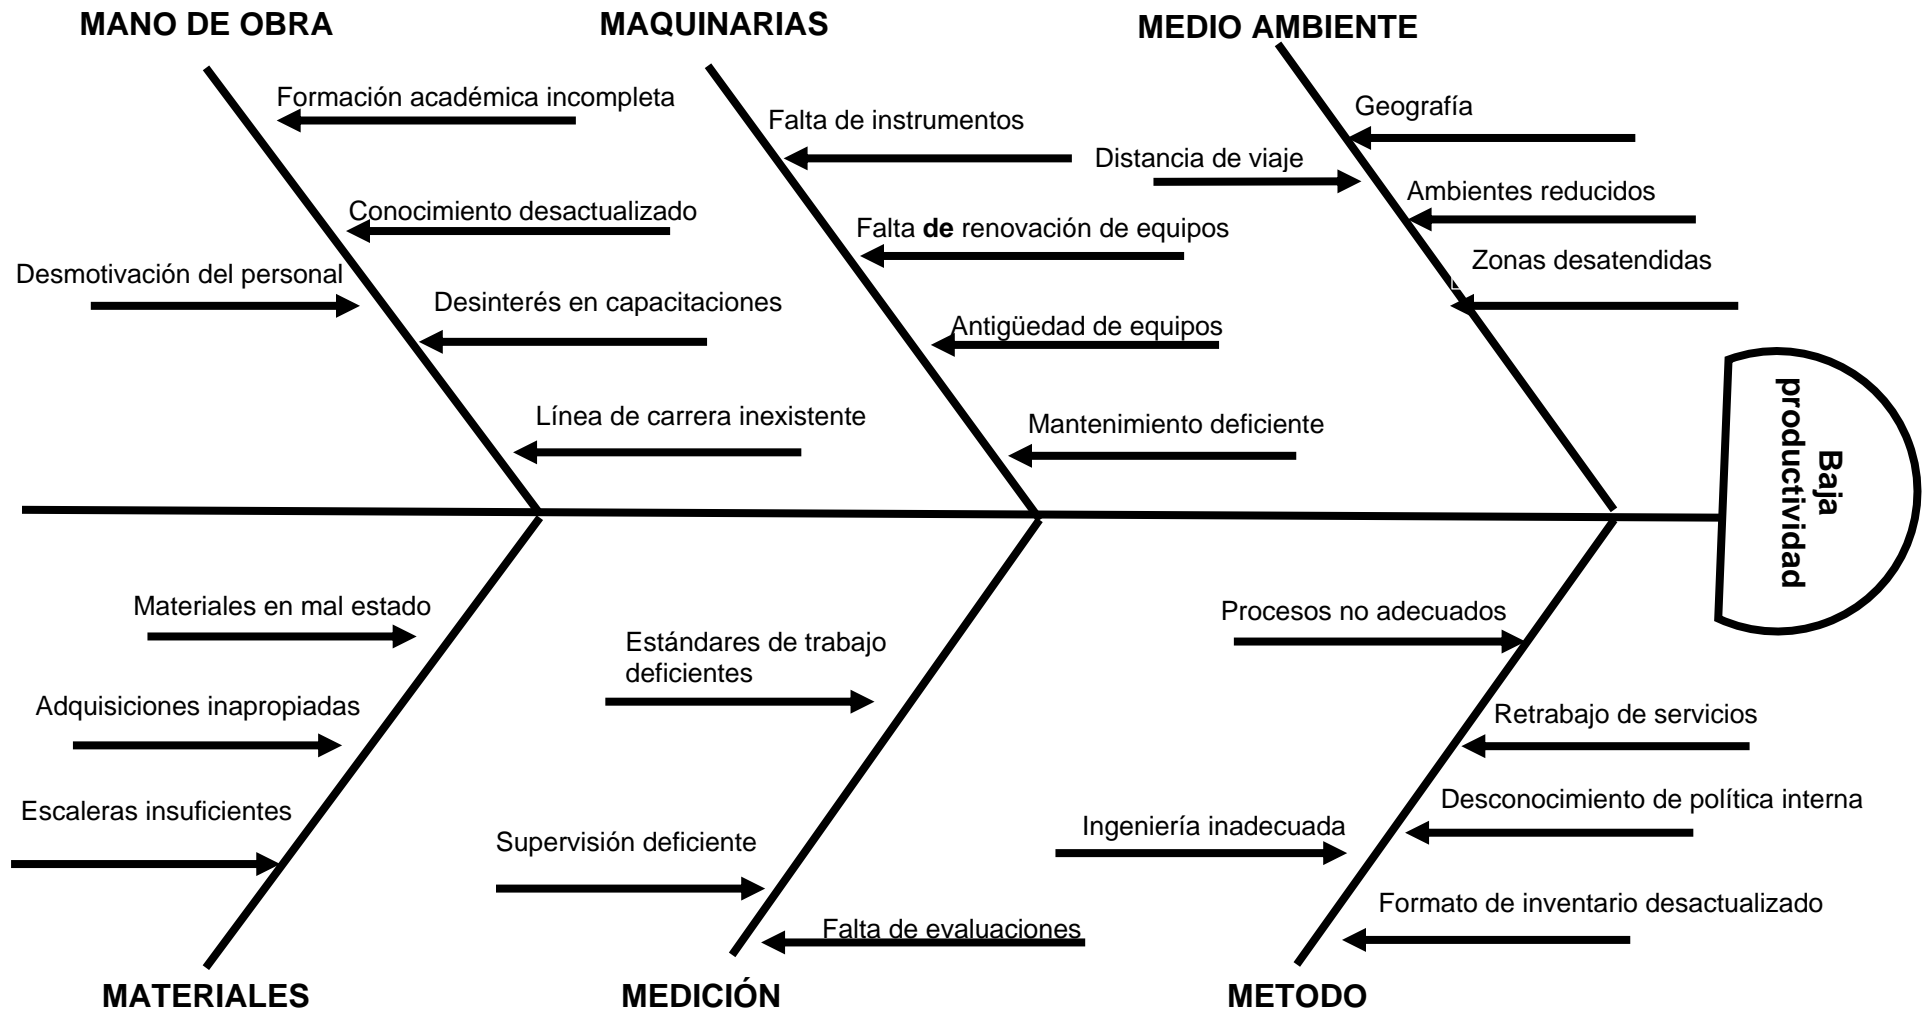 MANO DE OBRA
MAQUINARIAS
MEDIO AMBIENTE
Formación académica incompleta
Conocimiento desactualizado
Desmotivación del personal
Desinterés en capacitaciones
Línea de carrera inexistente
Falta de instrumentos
Falta de renovación de equipos
Antigüedad de equipos
Mantenimiento deficiente
Geografía
Distancia de viaje
Ambientes reducidos
Zonas desatendidas
Baja
productividad
Materiales en mal estado
Adquisiciones inapropiadas
Escaleras insuficientes
Estándares de trabajo
deficientes
Supervisión deficiente
Falta de evaluaciones
Procesos no adecuados
Retrabajo de servicios
Desconocimiento de política interna
Ingeniería inadecuada
Formato de inventario desactualizado
MATERIALES
MEDICIÓN
METODO